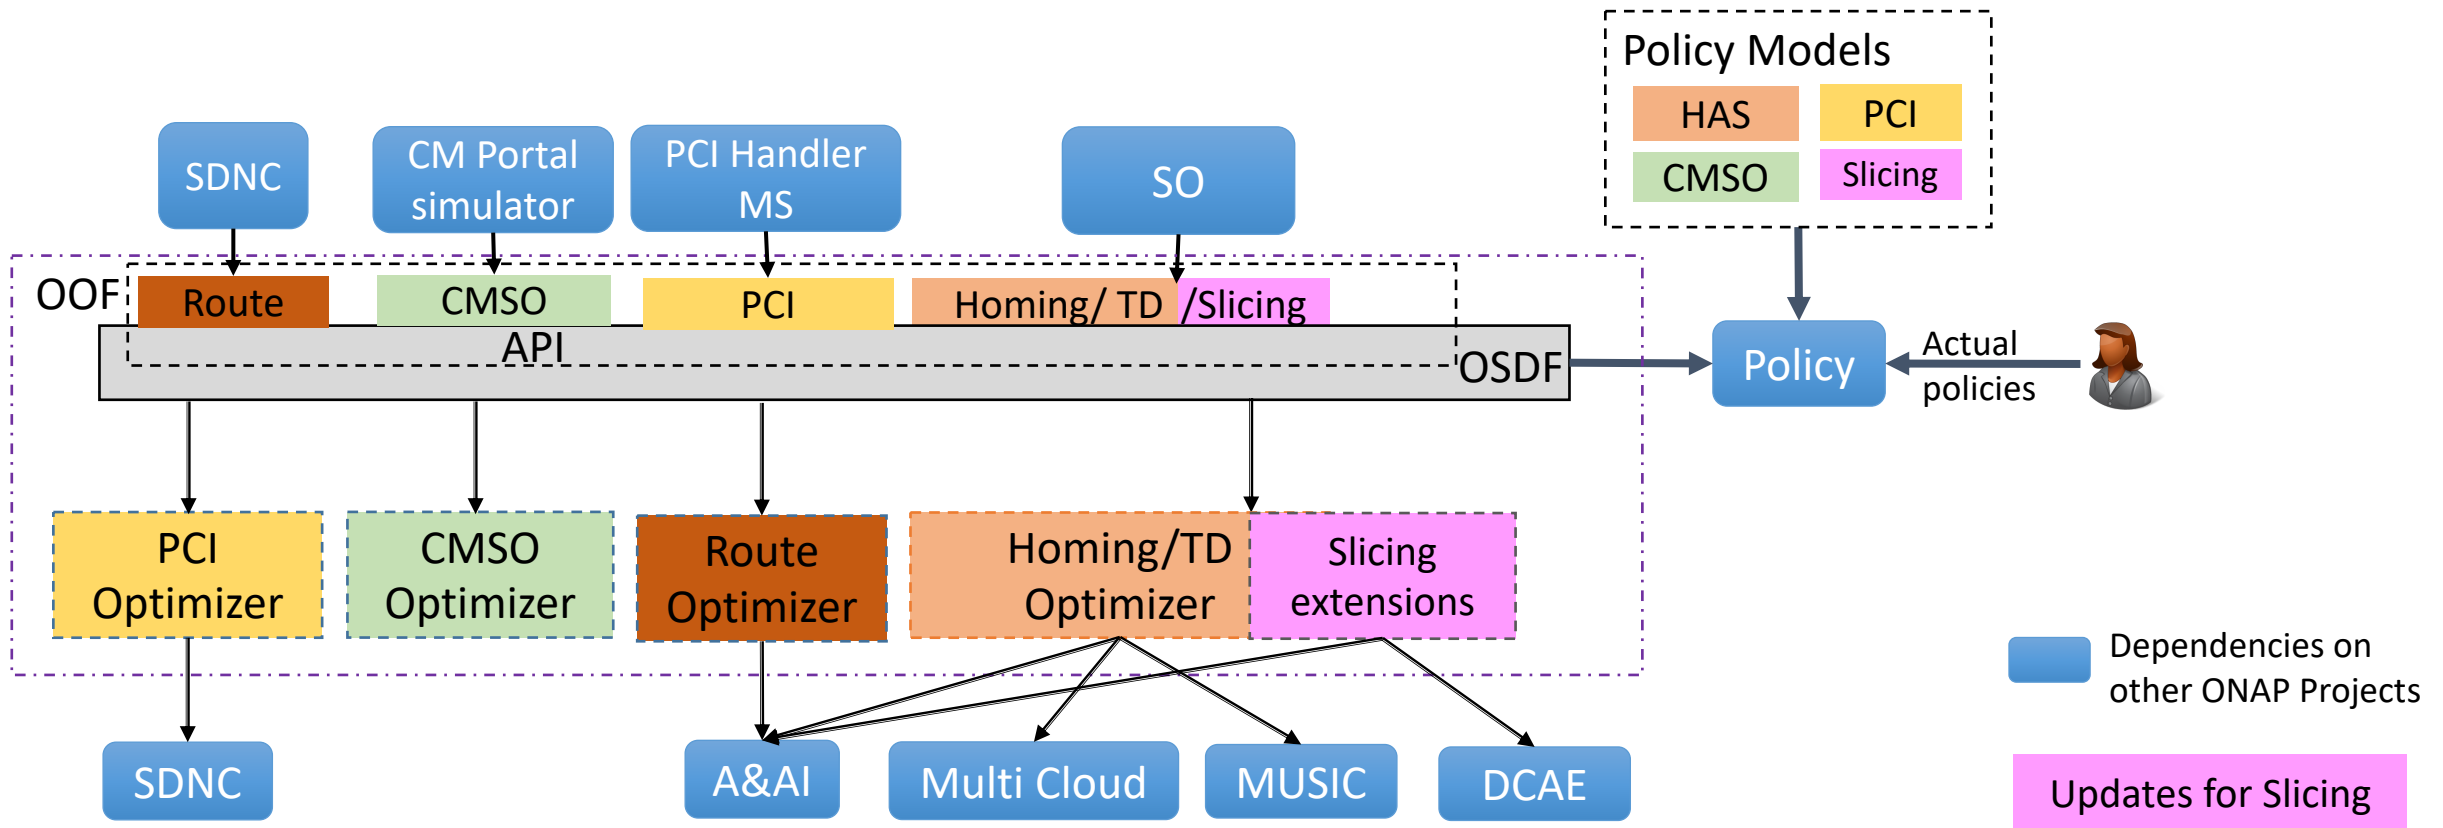 Policy Models
HAS
PCI
CMSO
Slicing
SDNC
CM Portal
simulator
PCI Handler
MS
SO
OOF
Route
CMSO
PCI
Homing/ TD /Slicing
API
OSDF
Policy
Actual
policies
PCI
Optimizer
CMSO
Optimizer
Route
Optimizer
Homing/TD
Optimizer
Slicing
extensions
SDNC
A&AI
Multi Cloud
MUSIC
DCAE
Dependencies on
other ONAP Projects
Updates for Slicing